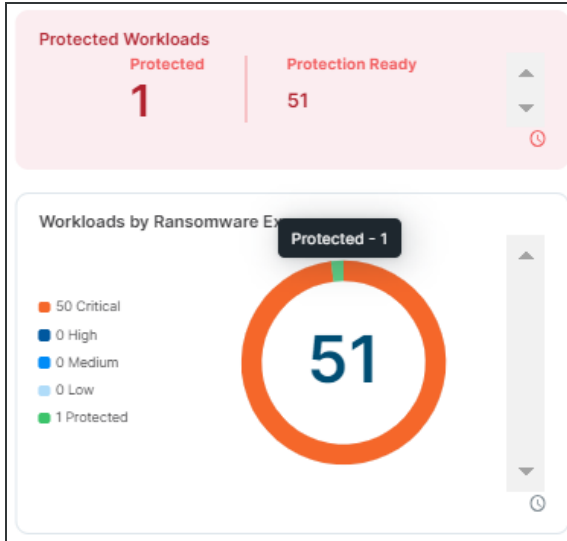 Protected Workloads
Protected
Protection Ready
1
51
Workloads by Ransomware Ex
Protected - 1
50 Critical
0 High
0 Medium
0 Low
1 Protected
51